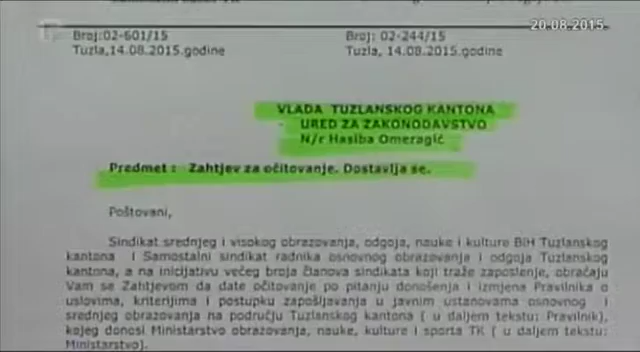 20.08.2015.
Broj:02-601/15 Broj: 02-244/15
Tuzla,14.08.2015.godine Tuzla, 14.08.2015.godine
VLADA TUZLANSKOG KANTONA
- URED ZA ZAKONODAVSTVO
N/r Hasiba Omeragić
Predmet : Zahtjev za očitovanje. Dostavlja se.
Poštovani,
Sindikat srednjeg i visokog obrazovanja, odgoja, nauke i kulture BiH Tuzlanskog
kantona i Samostalni sindikat radnika osnovnog obrazovanja i odgoja Tuzlanskog
kantona, a na inicijativu većeg broja članova sindikata koji traže zaposlenje, obraćaju
Vam se Zahtjevom da date očitovanje po pitanju donošenja i izmjena Pravilnika o
uslovima, kriterijima i postupku zapošljavanja u javnim ustanovama osnovnog i
srednjeg obrazovanja na području Tuzlanskog kantona ( u daljem tekstu: Pravilnik),
kojeg donosi Ministarstvo obrazovanja, nauke, kulture i sporta TK ( u daljem tekstu:
Ministarstvo).